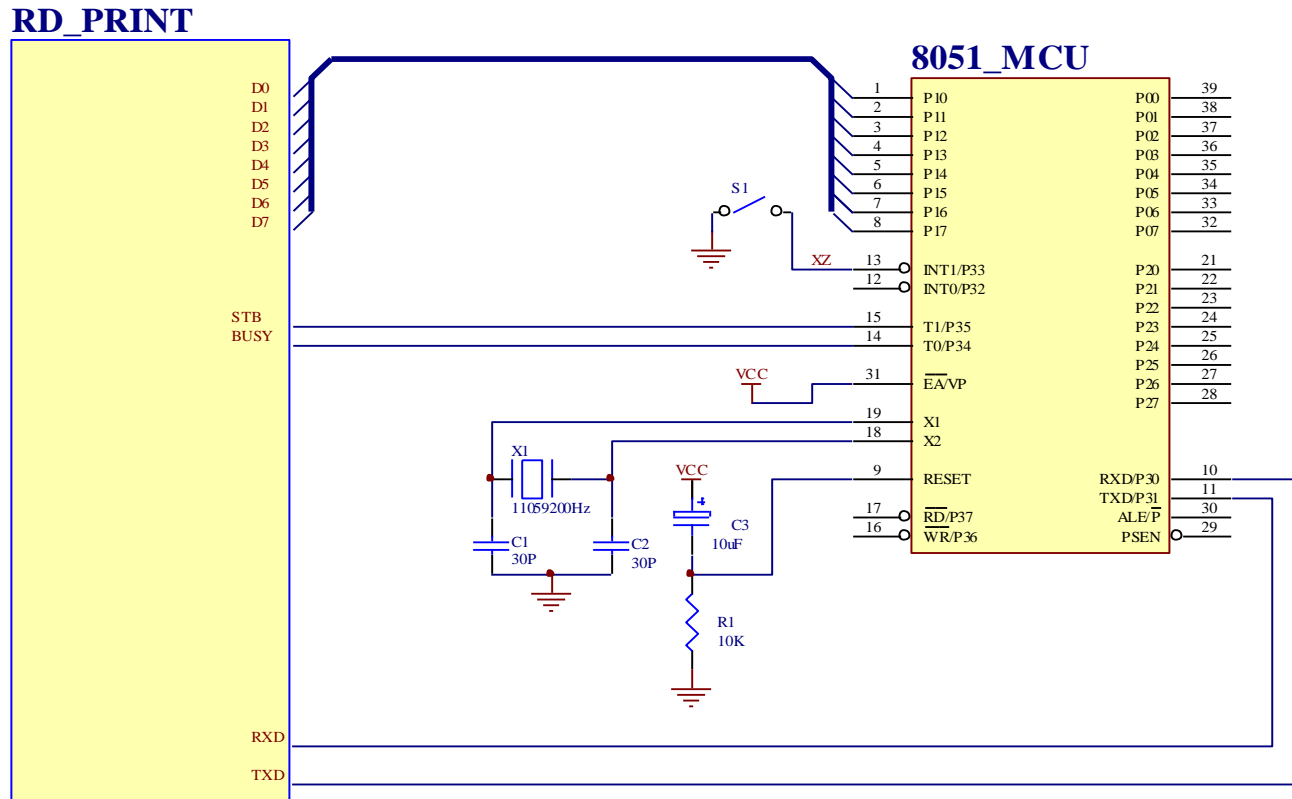 RD_PRINT
D0
D1
D2
D3
D4
D5
D6
D7
STB
BUSY
RXD
TXD
S1
XZ
VCC
X1
11059200Hz
C1
30P
C2
30P
VCC
+
C3
10uF
R1
10K
8051_MCU
1 P10
2 P11
3 P12
4 P13
5 P14
6 P15
7 P16
8 P17
13 INT1/P33
12 INT0/P32
15 T1/P35
14 T0/P34
31 EA/VP
19 X1
18 X2
9 RESET
17 RD/P37
16 WR/P36
P00 39
P01 38
P02 37
P03 36
P04 35
P05 34
P06 33
P07 32
P20 21
P21 22
P22 23
P23 24
P24 25
P25 26
P26 27
P27 28
RXD/P30 10
TXD/P31 11
ALE/P 30
PSEN 29